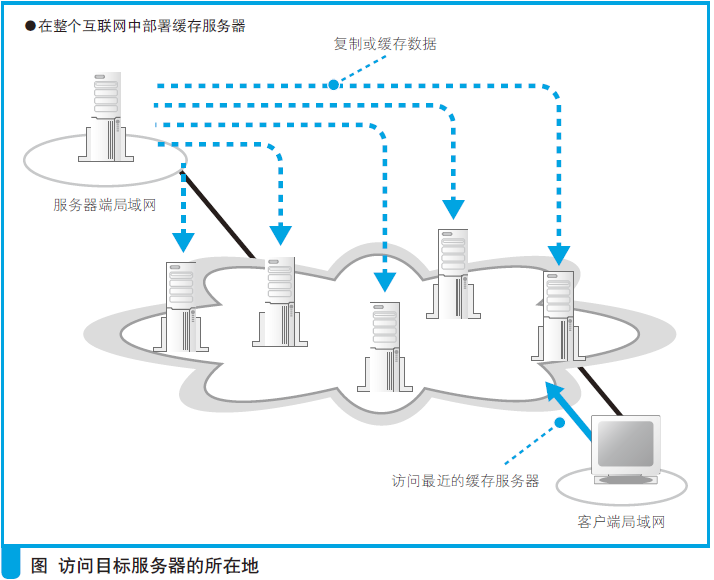 ●在整个互联网中部署缓存服务器
复制或缓存数据
服务器端局域网
访问最近的缓存服务器
客户端局域网
图 访问目标服务器的所在地